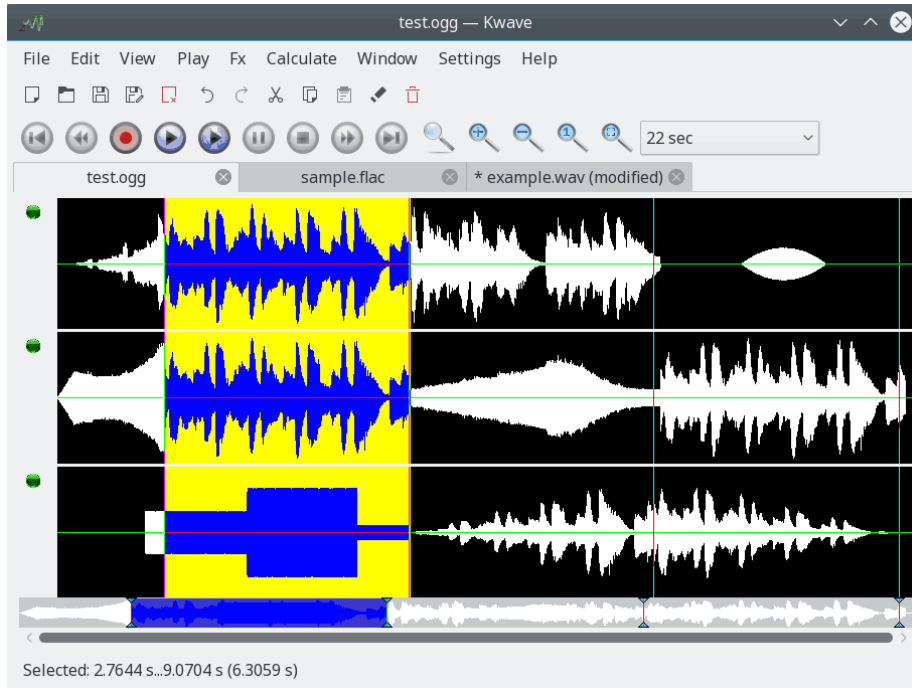 test.ogg — Kwave
File Edit View Play Fx Calculate Window Settings Help
22 sec
test.ogg sample.flac * example.wav (modified)
Selected: 2.7644 s...9.0704 s (6.3059 s)